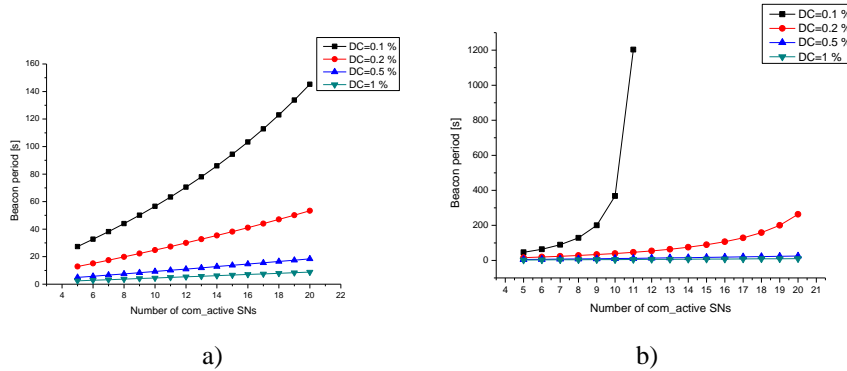 DC=0.1 %
DC=0.2 %
DC=0.5 %
DC=1 %
160
140
120
100
80
60
40
20
0
Beacon period [s]
4 6 8 10 12 14 16 18 20 22
Number of com_active SNs
a)
DC=0.1 %
DC=0.2 %
DC=0.5 %
DC=1 %
1200
1000
800
600
400
200
0
Beacon period [s]
4 5 6 7 8 9 10 11 12 13 14 15 16 17 18 19 20 21
Number of com_active SNs
b)